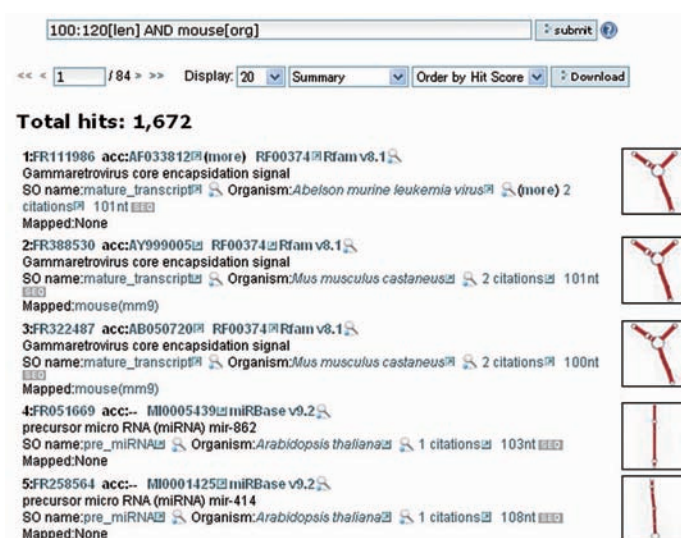 100:120[len] AND mouse[org] submit ?
<< < 1 / 84 > >> Display: 20 Summary Order by Hit Score Download
Total hits: 1,672
1:FR111986 acc:AF033812(more) RF00374 Rfam v8.1
Gammaretrovirus core encapsidation signal
SO name:mature_transcript Organism:Abelson murine leukemia virus (more) 2
citations 101nt SEQ
Mapped:None
2:FR388530 acc:AY999005 RF00374 Rfam v8.1
Gammaretrovirus core encapsidation signal
SO name:mature_transcript Organism:Mus musculus castaneus 2 citations 101nt
SEQ
Mapped:mouse(mm9)
3:FR322487 acc:AB050720 RF00374 Rfam v8.1
Gammaretrovirus core encapsidation signal
SO name:mature_transcript Organism:Mus musculus castaneus 2 citations 100nt
SEQ
Mapped:mouse(mm9)
4:FR051669 acc:-- MI0005439 miRBase v9.2
precursor micro RNA (miRNA) mir-862
SO name:pre_miRNA Organism:Arabidopsis thaliana 1 citations 103nt SEQ
Mapped:None
5:FR258564 acc:-- MI0001425 miRBase v9.2
precursor micro RNA (miRNA) mir-414
SO name:pre_miRNA Organism:Arabidopsis thaliana 1 citations 108nt SEQ
Mapped:None